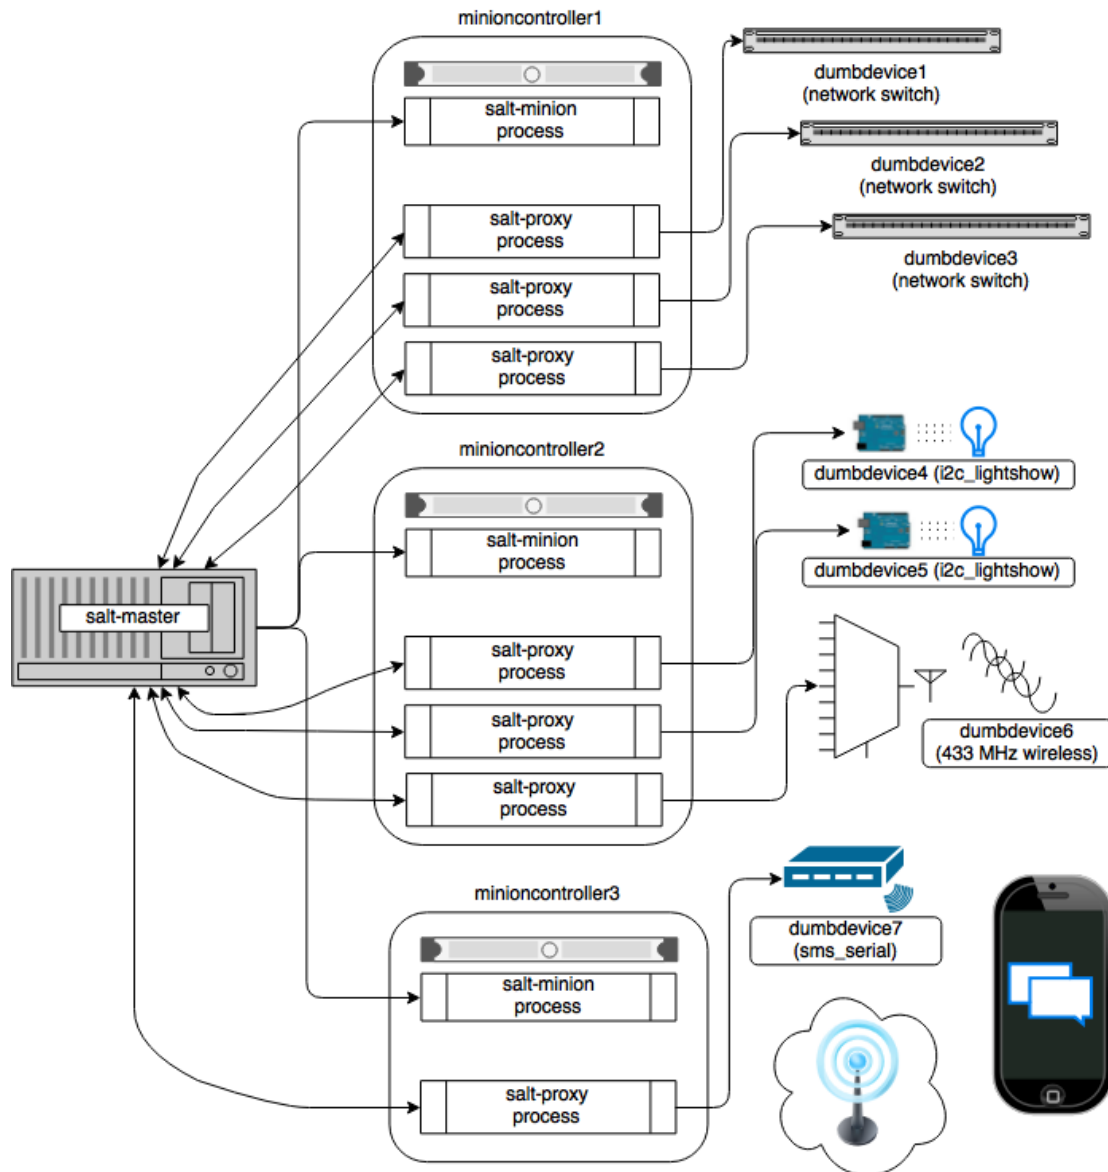 minioncontroller1
salt-minion
process
salt-proxy
process
salt-proxy
process
salt-proxy
process
dumbdevice1
(network switch)
dumbdevice2
(network switch)
dumbdevice3
(network switch)
minioncontroller2
salt-minion
process
salt-proxy
process
salt-proxy
process
salt-proxy
process
dumbdevice4 (i2c_lightshow)
dumbdevice5 (i2c_lightshow)
dumbdevice6
(433 MHz wireless)
salt-master
minioncontroller3
salt-minion
process
salt-proxy
process
dumbdevice7
(sms_serial)